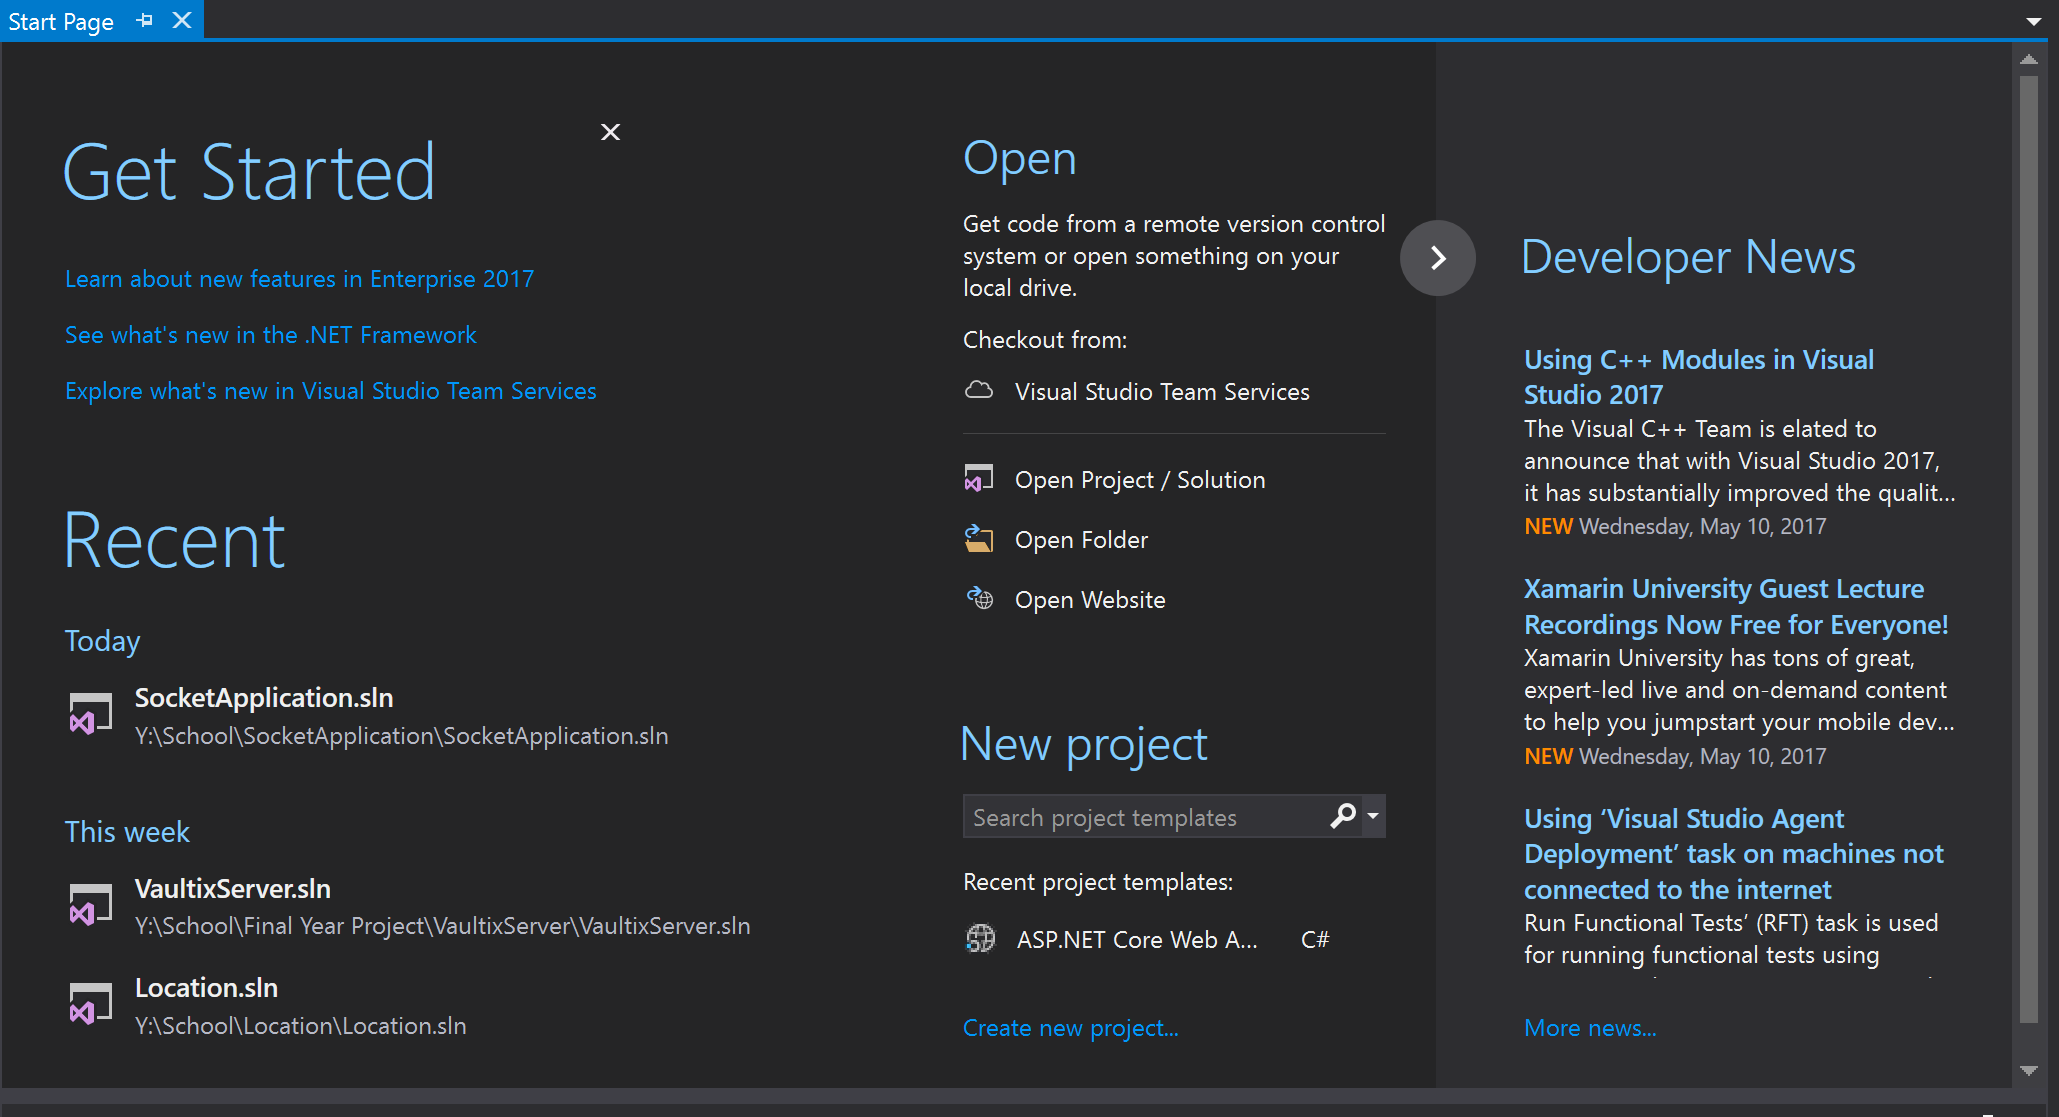 Start Page
Get Started
Learn about new features in Enterprise 2017
See what's new in the .NET Framework
Explore what's new in Visual Studio Team Services
Recent
Today
SocketApplication.sln
Y:\School\SocketApplication\SocketApplication.sln
This week
VaultixServer.sln
Y:\School\Final Year Project\VaultixServer\VaultixServer.sln
Location.sln
Y:\School\Location\Location.sln
Open
Get code from a remote version control
system or open something on your
local drive.
Checkout from:
Visual Studio Team Services
Open Project / Solution
Open Folder
Open Website
New project
Search project templates
Recent project templates:
ASP.NET Core Web A... C#
Create new project...
Developer News
Using C++ Modules in Visual
Studio 2017
The Visual C++ Team is elated to
announce that with Visual Studio 2017,
it has substantially improved the qualit...
NEW Wednesday, May 10, 2017
Xamarin University Guest Lecture
Recordings Now Free for Everyone!
Xamarin University has tons of great,
expert-led live and on-demand content
to help you jumpstart your mobile dev...
NEW Wednesday, May 10, 2017
Using ‘Visual Studio Agent
Deployment’ task on machines not
connected to the internet
Run Functional Tests’ (RFT) task is used
for running functional tests using
More news...